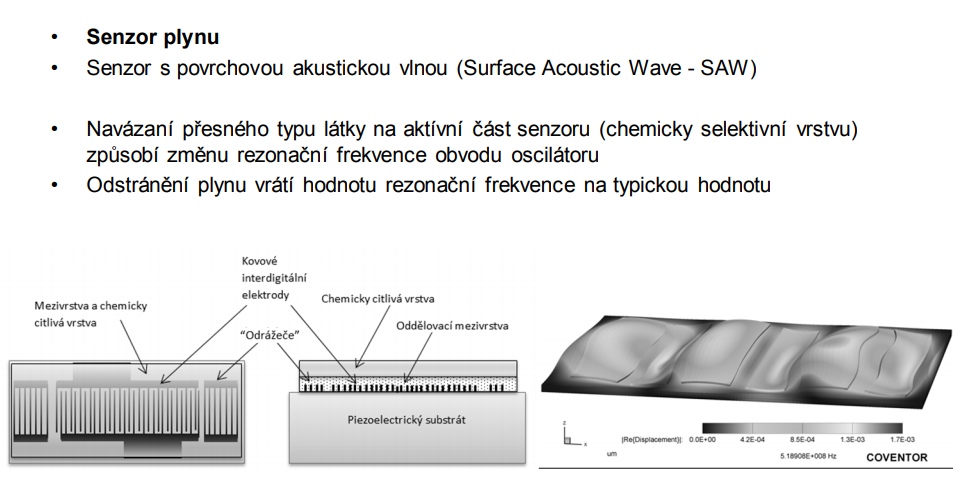 Senzor plynu
Senzor s povrchovou akustickou vlnou (Surface Acoustic Wave - SAW)
Navázaní přesného typu látky na aktívní část senzoru (chemicky selektivní vrstvu)
způsobí změnu rezonační frekvence obvodu oscilátoru
Odstránění plynu vrátí hodnotu rezonační frekvence na typickou hodnotu
Mezivrstva a chemicky
citlivá vrstva
Kovové
interdigitální
elektrody
"Odrážeče"
Chemicky citlivá vrstva
Oddělovací mezivrstva
Piezoelectrický substrát
z
x
|Re(Displacement)|: 0.0E+00 4.2E-04 8.5E-04 1.3E-03 1.7E-03
um
5.18908E+008 Hz
COVENTOR